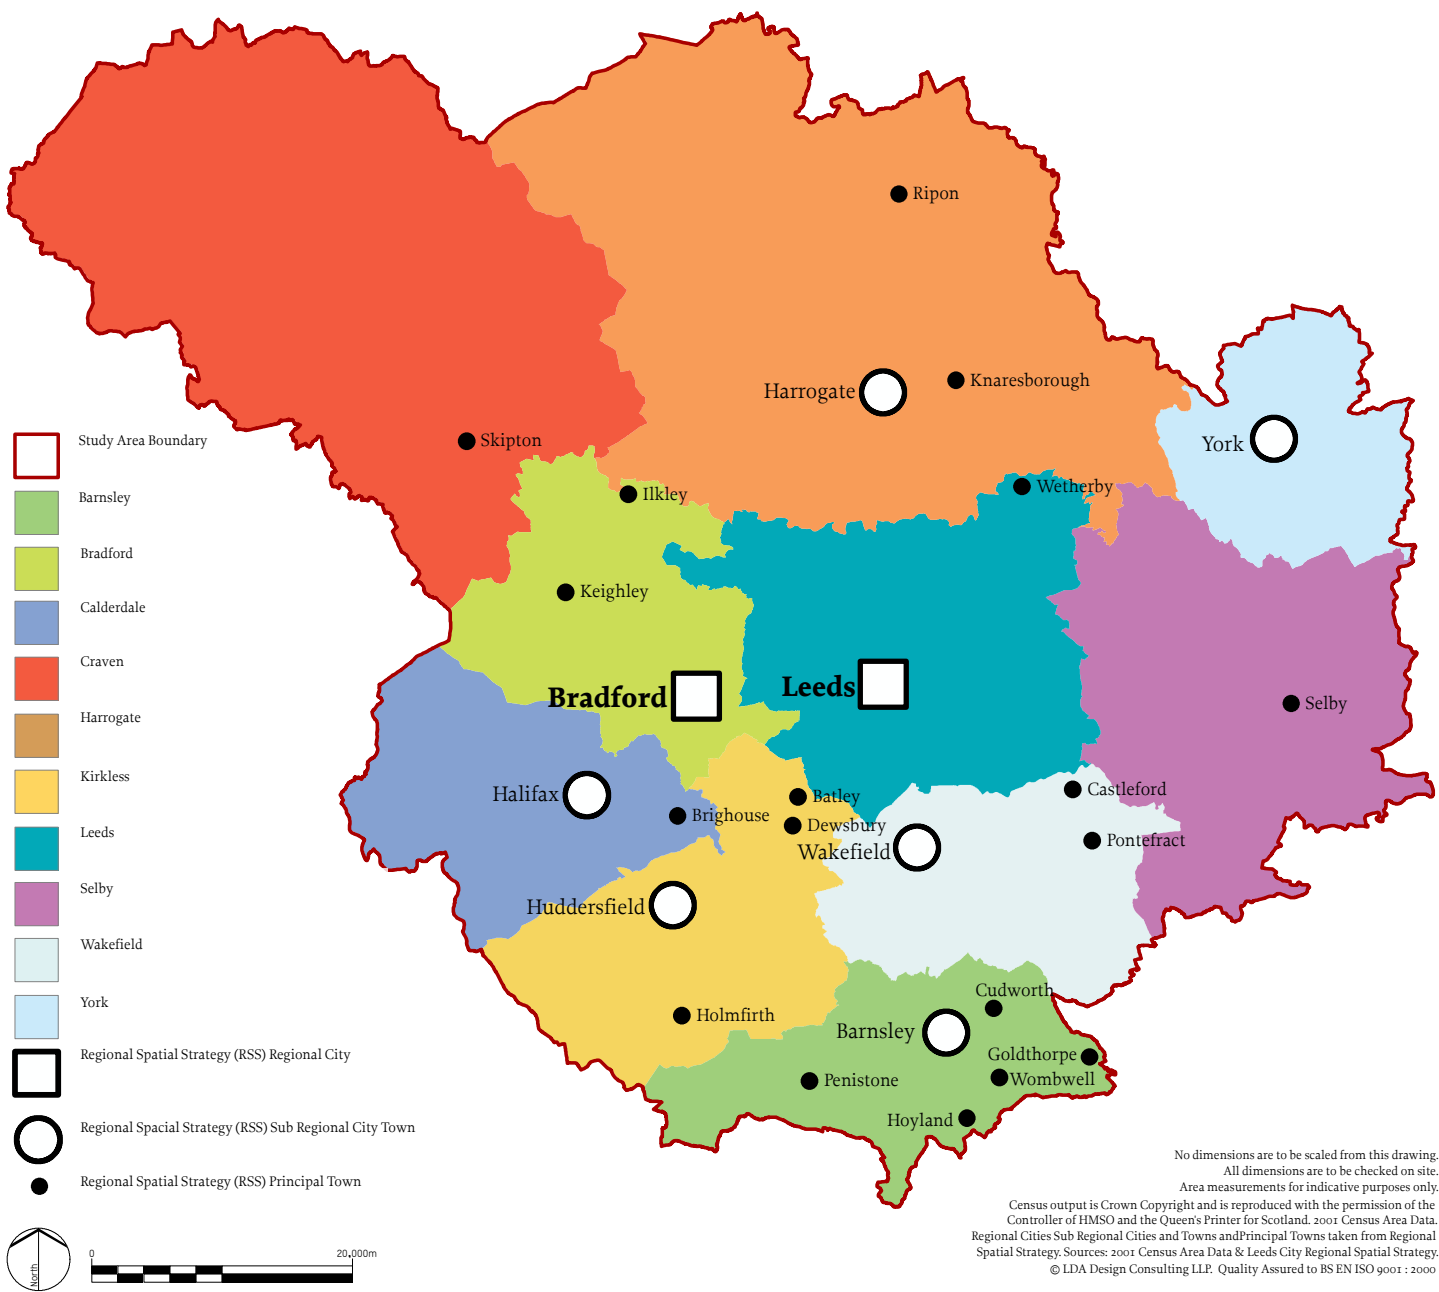 Ripon
Harrogate
Knaresborough
York
Skipton
Ilkley
Wetherby
Keighley
Bradford
Leeds
Selby
Halifax
Brighouse
Batley
Dewsbury
Castleford
Wakefield
Pontefract
Huddersfield
Holmfirth
Cudworth
Barnsley
Goldthorpe
Penistone
Wombwell
Hoyland
Study Area Boundary
Barnsley
Bradford
Calderdale
Craven
Harrogate
Kirkless
Leeds
Selby
Wakefield
York
Regional Spatial Strategy (RSS) Regional City
Regional Spacial Strategy (RSS) Sub Regional City Town
Regional Spatial Strategy (RSS) Principal Town
North
0 20,000m
No dimensions are to be scaled from this drawing.
All dimensions are to be checked on site.
Area measurements for indicative purposes only.
Census output is Crown Copyright and is reproduced with the permission of the
Controller of HMSO and the Queen's Printer for Scotland. 2001 Census Area Data.
Regional Cities Sub Regional Cities and Towns andPrincipal Towns taken from Regional
Spatial Strategy. Sources: 2001 Census Area Data & Leeds City Regional Spatial Strategy.
© LDA Design Consulting LLP. Quality Assured to BS EN ISO 9001 : 2000